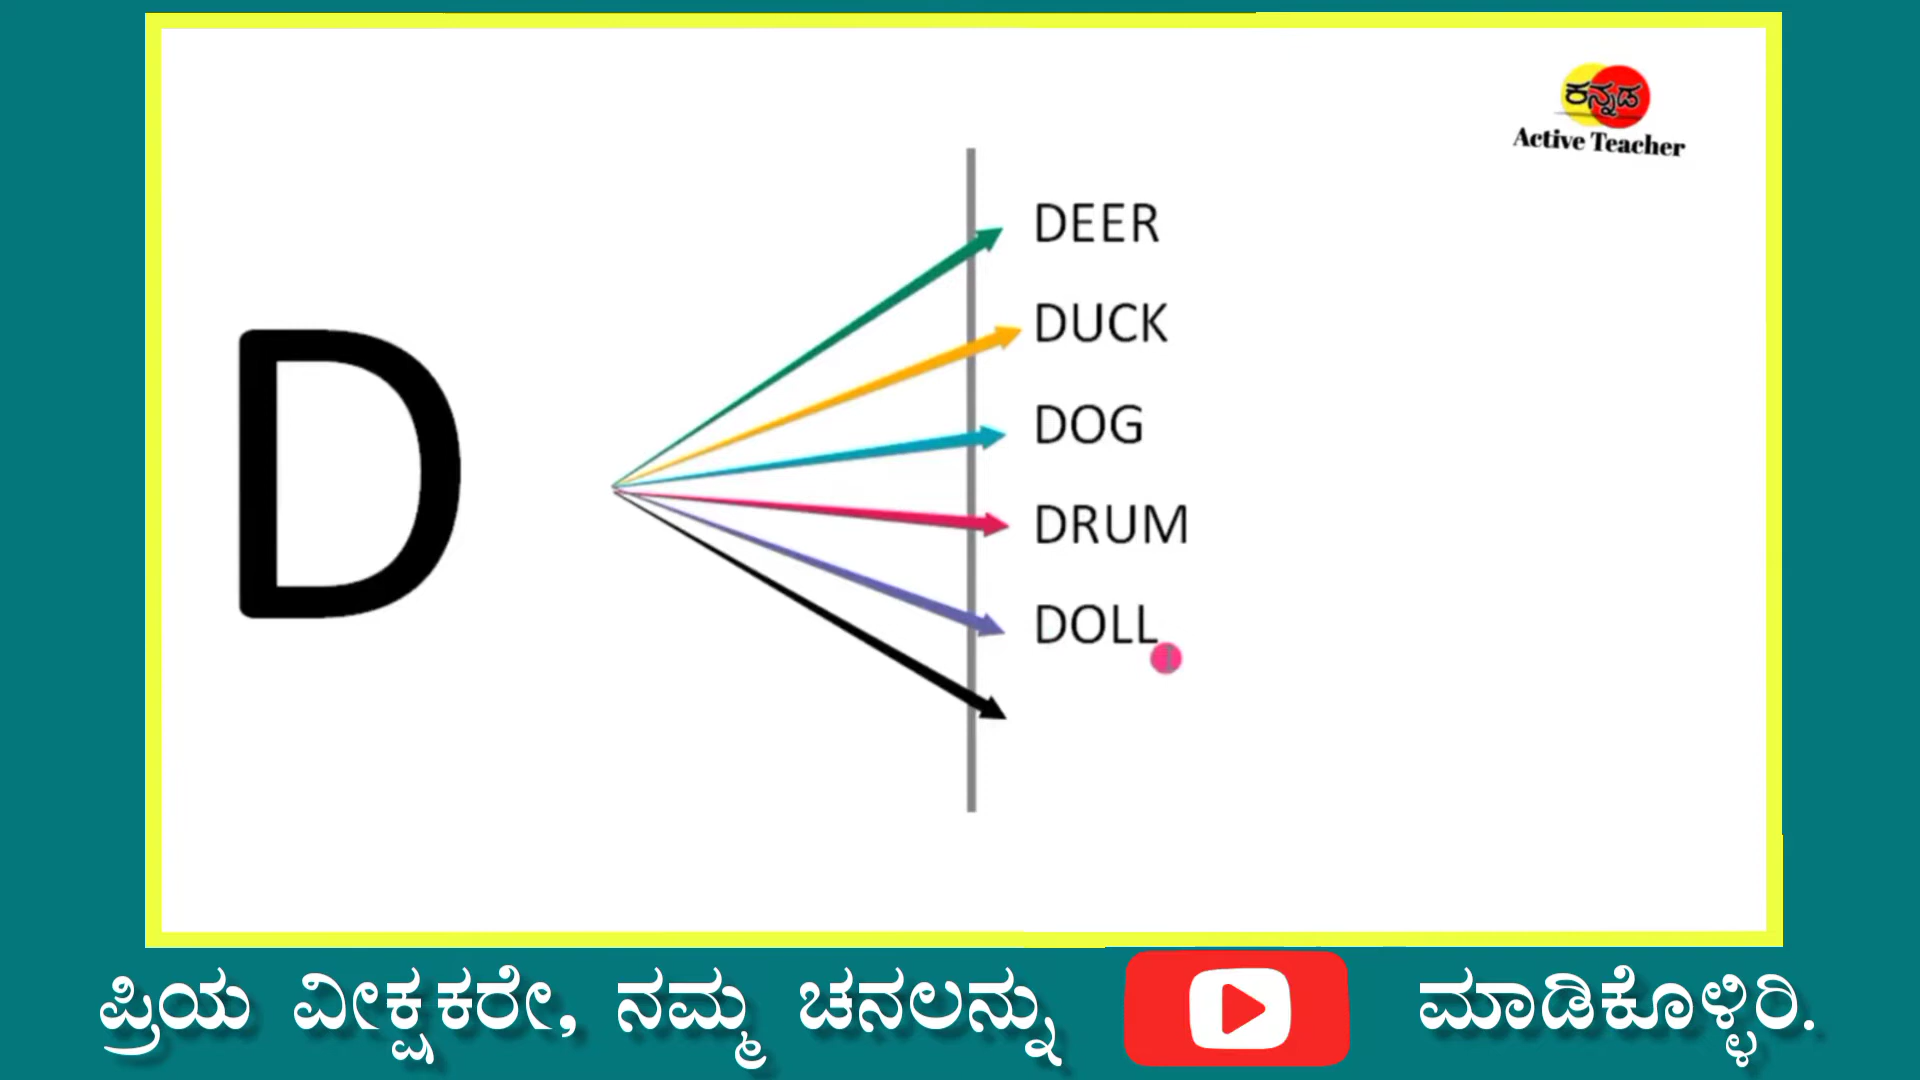 ಕನ್ನಡ
Active Teacher
D
DEER
DUCK
DOG
DRUM
DOLL
ಪ್ರಿಯ ವೀಕ್ಷಕರೇ, ನಮ್ಮ ಚನಲನ್ನು ಮಾಡಿಕೊಳ್ಳಿರಿ.